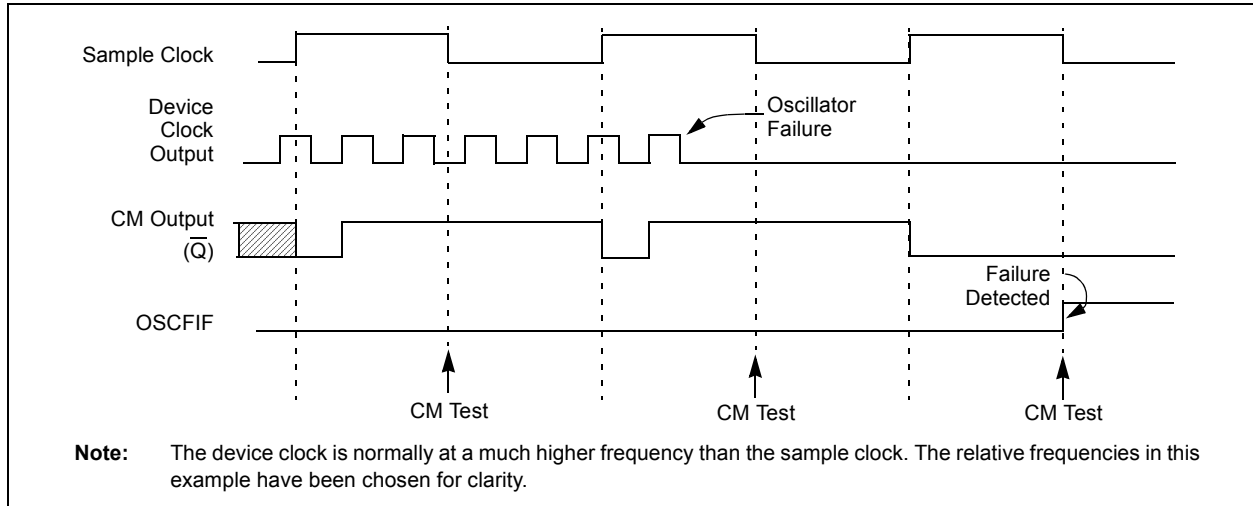 Sample Clock
Device
Clock
Output
Oscillator
Failure
CM Output
(Q̅)
Failure
Detected
OSCFIF
CM Test
CM Test
CM Test
Note: The device clock is normally at a much higher frequency than the sample clock. The relative frequencies in this
example have been chosen for clarity.